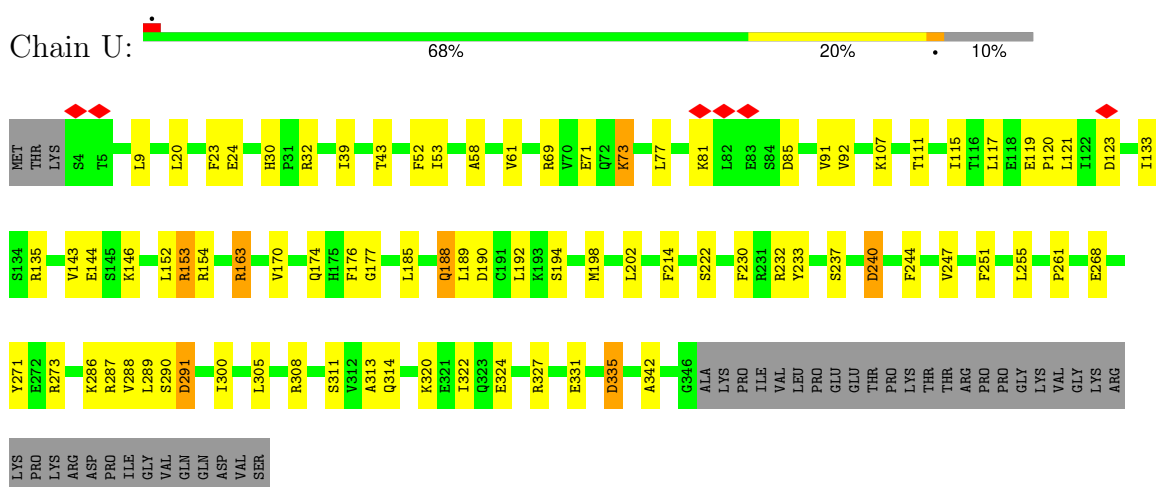 Chain U:
68% 20% • 10%
MET THR LYS S4 T5 L9 L20 F23 E24 H30 P31 R32 I39 T43 F52 I53 A58 V61 R69 V70 E71 Q72 K73 L77 K81 L82 E83 S84 D85 V91 V92 K107 T111 I115 T116 L117 E118 E119 P120 L121 I122 D123 I133
S134 R135 V143 E144 S145 K146 L152 R153 R154 R163 V170 Q174 H175 F176 G177 L185 Q188 L189 D190 C191 L192 K193 S194 M198 L202 F214 S222 F230 R231 R232 Y233 S237 D240 F244 V247 F251 L255 P261 E268
Y271 E272 R273 K286 R287 V288 L289 S290 D291 I300 L305 R308 S311 V312 A313 Q314 K320 E321 I322 Q323 E324 R327 E331 D335 A342 G346 ALA LYS PRO ILE VAL LEU PRO GLU GLU THR PRO LYS THR THR ARG PRO PRO GLY LYS VAL GLY LYS ARG
LYS PRO LYS ARG ASP PRO ILE GLY VAL GLN GLN ASP VAL SER